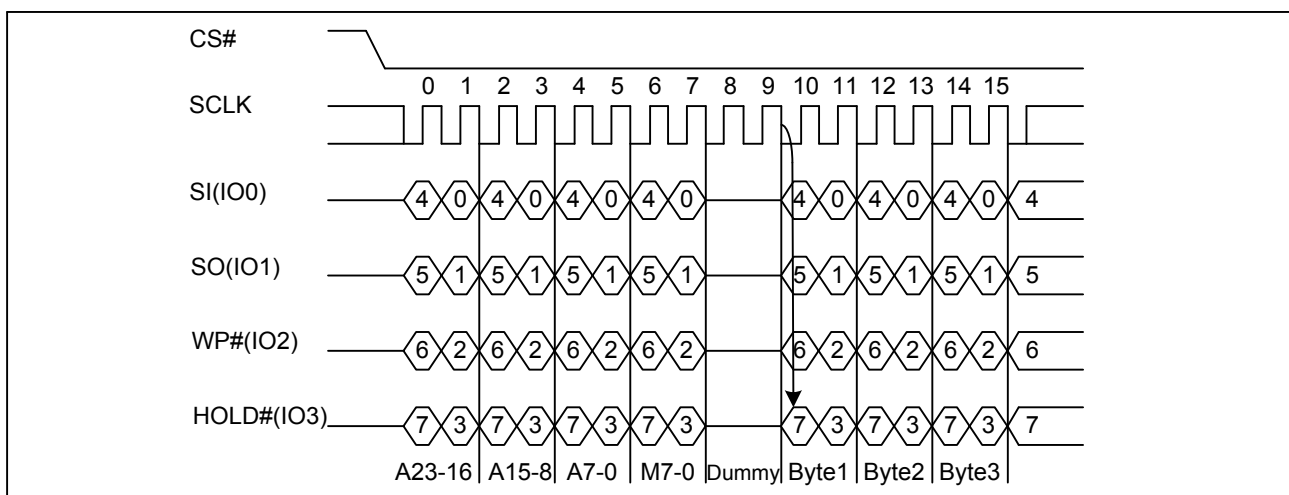 CS#
0 1 2 3 4 5 6 7 8 9 10 11 12 13 14 15
SCLK
SI(IO0) 4 0 4 0 4 0 4 0 4 0 4 0 4 0 4
SO(IO1) 5 1 5 1 5 1 5 1 5 1 5 1 5 1 5
WP#(IO2) 6 2 6 2 6 2 6 2 6 2 6 2 6 2 6
HOLD#(IO3) 7 3 7 3 7 3 7 3 7 3 7 3 7 3 7
A23-16 A15-8 A7-0 M7-0 Dummy Byte1 Byte2 Byte3